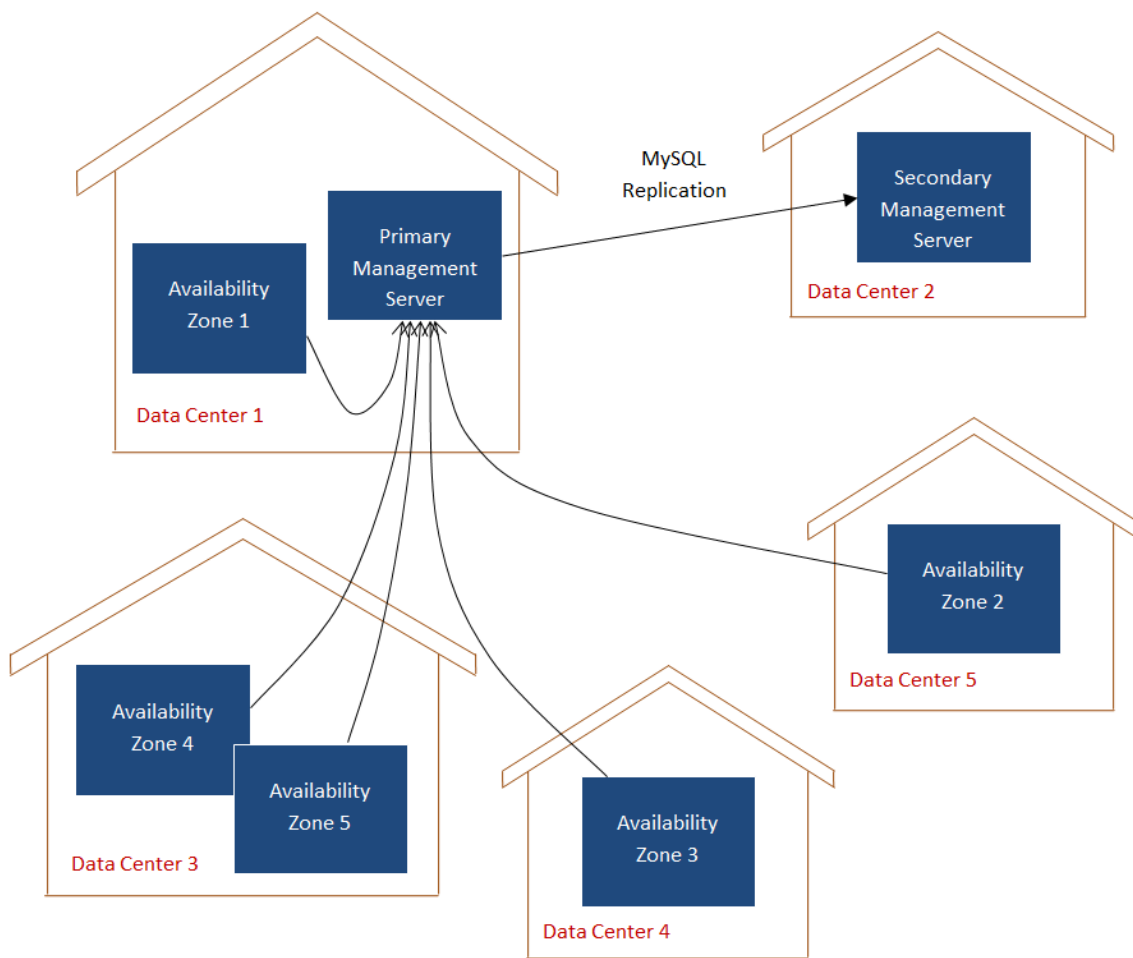 MySQL
Replication
Primary
Management
Server
Availability
Zone 1
Data Center 1
Secondary
Management
Server
Data Center 2
Availability
Zone 2
Data Center 5
Availability
Zone 4
Availability
Zone 5
Data Center 3
Availability
Zone 3
Data Center 4